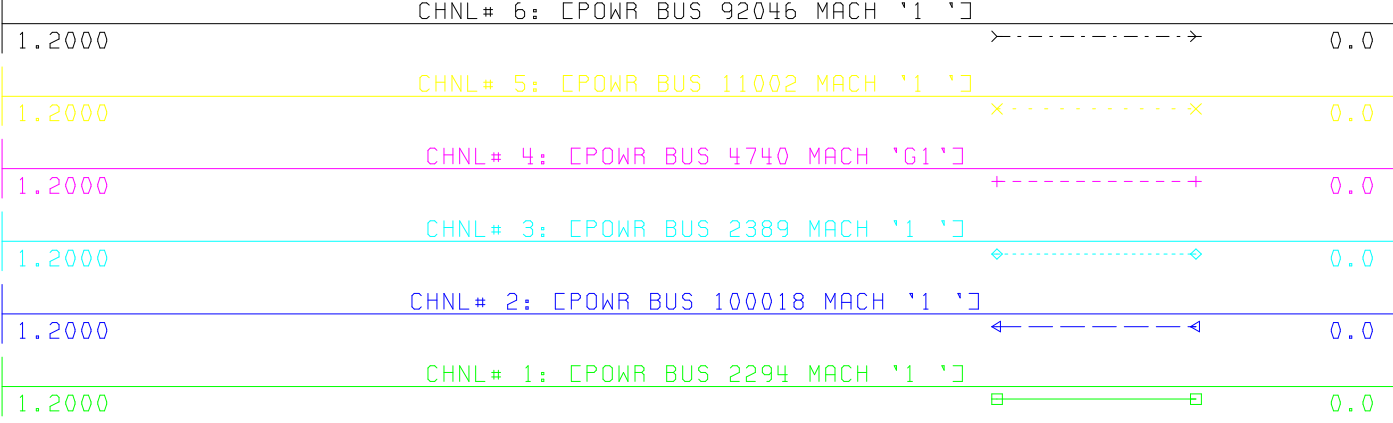 CHNL# 6: [POWR BUS 92046 MACH '1 ']
1.2000 0.0
CHNL# 5: [POWR BUS 11002 MACH '1 ']
1.2000 0.0
CHNL# 4: [POWR BUS 4740 MACH 'G1']
1.2000 0.0
CHNL# 3: [POWR BUS 2389 MACH '1 ']
1.2000 0.0
CHNL# 2: [POWR BUS 100018 MACH '1 ']
1.2000 0.0
CHNL# 1: [POWR BUS 2294 MACH '1 ']
1.2000 0.0